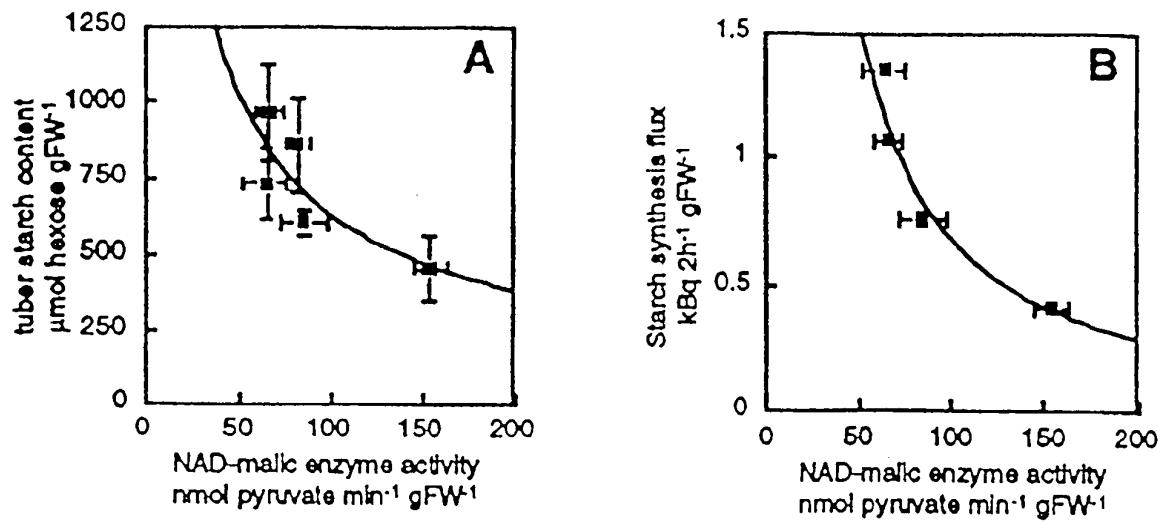 A
tuber starch content
µmol hexose gFW-1
1250
1000
750
500
250
0
0 50 100 150 200
NAD-malic enzyme activity
nmol pyruvate min-1 gFW-1
B
Starch synthesis flux
kBq 2h-1 gFW-1
1.5
1
0.5
0
0 50 100 150 200
NAD-malic enzyme activity
nmol pyruvate min-1 gFW-1